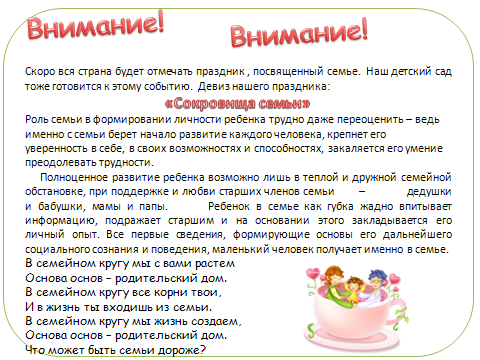 Внимание! Внимание!
Скоро вся страна будет отмечать праздник , посвященный семье. Наш детский сад
тоже готовится к этому событию. Девиз нашего праздника:
«Сокровища семьи»
Роль семьи в формировании личности ребенка трудно даже переоценить – ведь
именно с семьи берет начало развитие каждого человека, крепнет его
уверенность в себе, в своих возможностях и способностях, закаляется его умение
преодолевать трудности.
Полноценное развитие ребенка возможно лишь в теплой и дружной семейной
обстановке, при поддержке и любви старших членов семьи – дедушки
и бабушки, мамы и папы. Ребенок в семье как губка жадно впитывает
информацию, подражает старшим и на основании этого закладывается его
личный опыт. Все первые сведения, формирующие основы его дальнейшего
социального сознания и поведения, маленький человек получает именно в семье.
В семейном кругу мы с вами растем
Основа основ – родительский дом.
В семейном кругу все корни твои,
И в жизнь ты входишь из семьи.
В семейном кругу мы жизнь создаем,
Основа основ – родительский дом.
Что может быть семьи дороже?